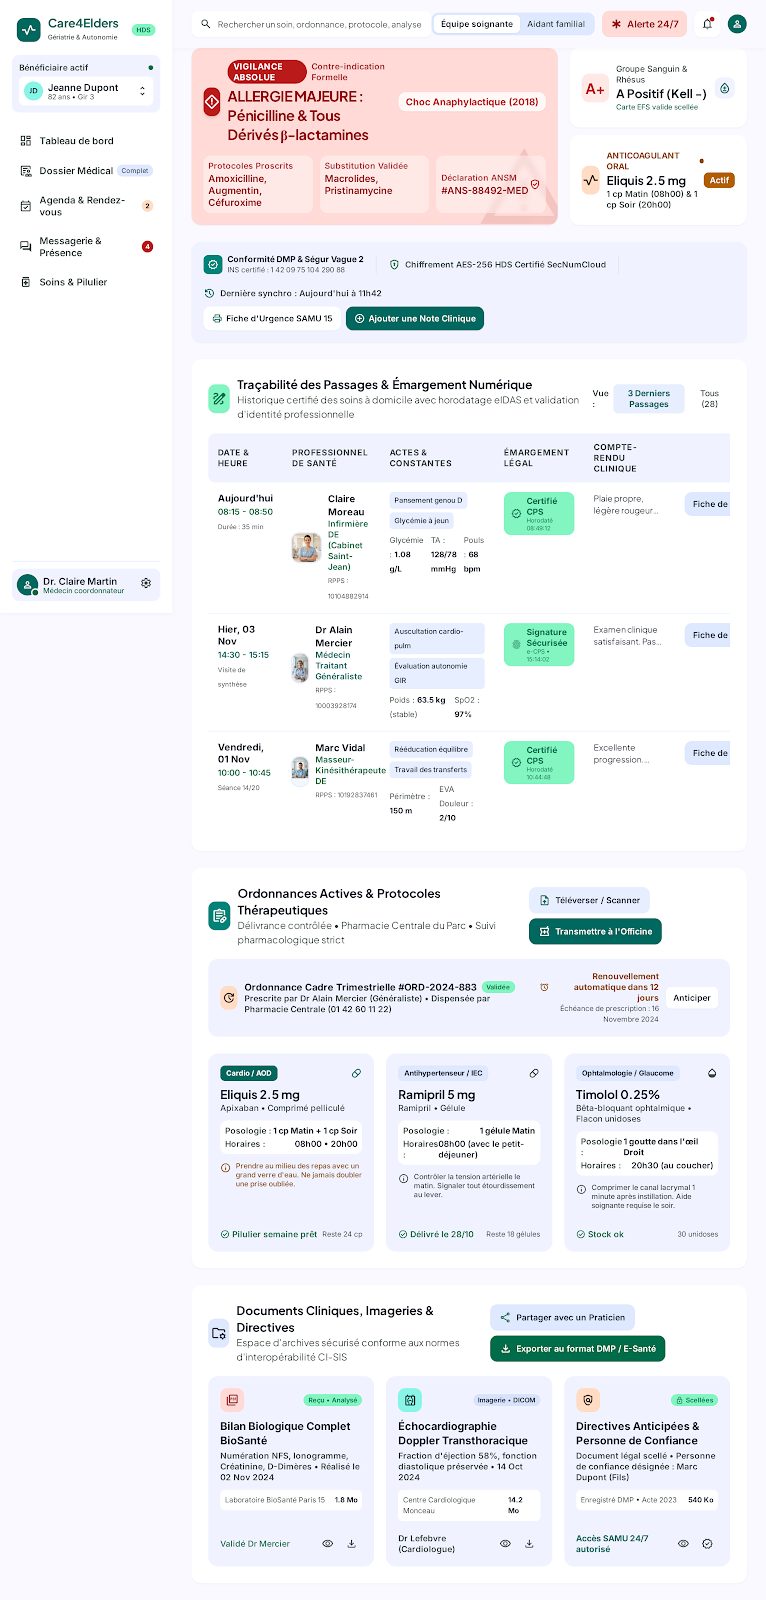 Care4Elders
Gériatrie & Autonomie
HDS
Bénéficiaire actif
JD
Jeanne Dupont
82 ans • Gir 3
Tableau de bord
Dossier Médical
Complet
Agenda & Rendez-
vous
2
Messagerie &
Présence
4
Soins & Pilulier
Dr. Claire Martin
Médecin coordonnateur
Rechercher un soin, ordonnance, protocole, analyse
Équipe soignante
Aidant familial
Alerte 24/7
VIGILANCE
ABSOLUE
Contre-indication
Formelle
ALLERGIE MAJEURE :
Pénicilline & Tous
Dérivés β-lactamines
Choc Anaphylactique (2018)
Protocoles Proscrits
Amoxicilline,
Augmentin,
Céfuroxime
Substitution Validée
Macrolides,
Pristinamycine
Déclaration ANSM
#ANS-88492-MED
A+
Groupe Sanguin &
Rhésus
A Positif (Kell -)
Carte EFS valide scellée
ANTICOAGULANT
ORAL
Eliquis 2.5 mg
1 cp Matin (08h00) & 1
cp Soir (20h00)
Actif
Conformité DMP & Ségur Vague 2
INS certifié : 1 42 09 75 104 290 88
Chiffrement AES-256 HDS Certifié SecNumCloud
Dernière synchro : Aujourd'hui à 11h42
Fiche d'Urgence SAMU 15
Ajouter une Note Clinique
Traçabilité des Passages & Émargement Numérique
Historique certifié des soins à domicile avec horodatage eIDAS et validation
d'identité professionnelle
Vue
:
3 Derniers
Passages
Tous
(28)
DATE &
HEURE
PROFESSIONNEL
DE SANTÉ
ACTES &
CONSTANTES
ÉMARGEMENT
LÉGAL
COMPTE-
RENDU
CLINIQUE
Aujourd'hui
08:15 - 08:50
Durée : 35 min
Claire
Moreau
Infirmière
DE
(Cabinet
Saint-
Jean)
RPPS :
10104882914
Pansement genou D
Glycémie à jeun
Glycémie
: 1.08
g/L
TA :
128/78
mmHg
Pouls
: 68
bpm
Certifié
CPS
Horodaté
08:49:12
Plaie propre,
légère rougeur...
Fiche de
Hier, 03
Nov
14:30 - 15:15
Visite de
synthèse
Dr Alain
Mercier
Médecin
Traitant
Généraliste
RPPS :
10003928174
Auscultation cardio-
pulm
Évaluation autonomie
GIR
Poids : 63.5 kg
(stable)
SpO2 :
97%
Signature
Sécurisée
e-CPS •
15:14:02
Examen clinique
satisfaisant. Pas...
Fiche de
Vendredi,
01 Nov
10:00 - 10:45
Séance 14/20
Marc Vidal
Masseur-
Kinésithérapeute
DE
RPPS : 10192837461
Rééducation équilibre
Travail des transferts
Périmètre :
150 m
EVA
Douleur :
2/10
Certifié
CPS
Horodaté
10:44:48
Excellente
progression....
Fiche de
Ordonnances Actives & Protocoles
Thérapeutiques
Délivrance contrôlée • Pharmacie Centrale du Parc • Suivi
pharmacologique strict
Téléverser / Scanner
Transmettre à l'Officine
Ordonnance Cadre Trimestrielle #ORD-2024-883
Validée
Prescrite par Dr Alain Mercier (Généraliste) • Dispensée par
Pharmacie Centrale (01 42 60 11 22)
Renouvellement
automatique dans 12
jours
Échéance de prescription : 16
Novembre 2024
Anticiper
Cardio / AOD
Eliquis 2.5 mg
Apixaban • Comprimé pelliculé
Posologie : 1 cp Matin + 1 cp Soir
Horaires : 08h00 • 20h00
Prendre au milieu des repas avec un
grand verre d'eau. Ne jamais doubler
une prise oubliée.
Pilulier semaine prêt
Reste 24 cp
Antihypertenseur / IEC
Ramipril 5 mg
Ramipril • Gélule
Posologie : 1 gélule Matin
Horaires : 08h00 (avec le petit-
déjeuner)
Contrôler la tension artérielle le
matin. Signaler tout étourdissement
au lever.
Délivré le 28/10
Reste 18 gélules
Ophtalmologie / Glaucome
Timolol 0.25%
Bêta-bloquant ophtalmique •
Flacon unidoses
Posologie : 1 goutte dans l'œil
Droit
Horaires : 20h30 (au coucher)
Comprimer le canal lacrymal 1
minute après instillation. Aide
soignante requise le soir.
Stock ok
30 unidoses
Documents Cliniques, Imageries &
Directives
Espace d'archives sécurisé conforme aux normes
d'interopérabilité CI-SIS
Partager avec un Praticien
Exporter au format DMP / E-Santé
Reçu • Analysé
Bilan Biologique Complet
BioSanté
Numération NFS, Ionogramme,
Créatinine, D-Dimères • Réalisé le
02 Nov 2024
Laboratoire BioSanté Paris 15
1.8 Mo
Validé Dr Mercier
Imagerie • DICOM
Échocardiographie
Doppler Transthoracique
Fraction d'éjection 58%, fonction
diastolique préservée • 14 Oct
2024
Centre Cardiologique
Monceau
14.2
Mo
Dr Lefebvre
(Cardiologue)
Scellées
Directives Anticipées &
Personne de Confiance
Document légal scellé • Personne
de confiance désignée : Marc
Dupont (Fils)
Enregistré DMP • Acte 2023
540 Ko
Accès SAMU 24/7
autorisé